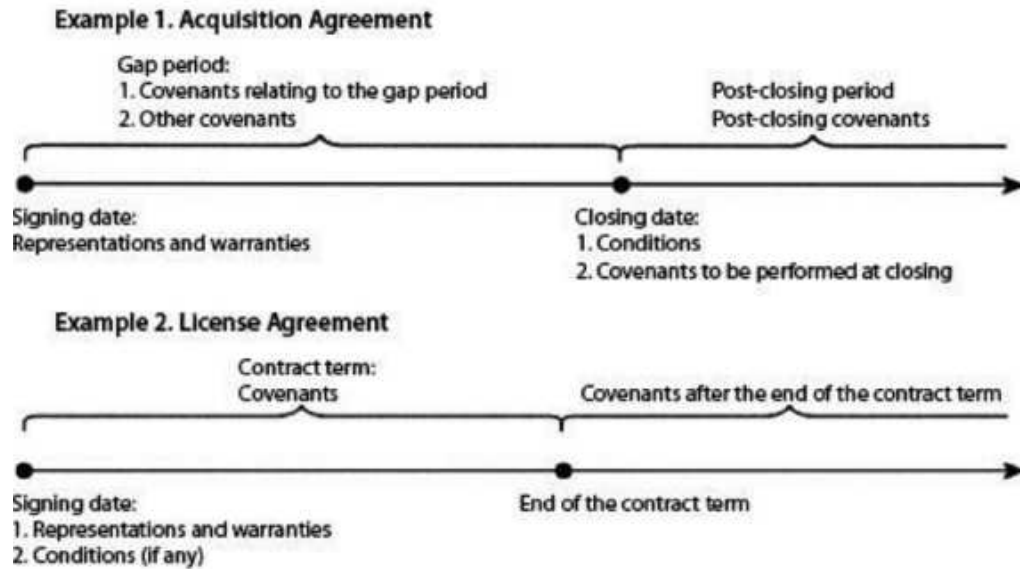 Example 1. Acquisition Agreement
Gap period:
1. Covenants relating to the gap period
2. Other covenants
Post-closing period
Post-closing covenants
Signing date:
Representations and warranties
Closing date:
1. Conditions
2. Covenants to be performed at closing
Example 2. License Agreement
Contract term:
Covenants
Covenants after the end of the contract term
Signing date:
1. Representations and warranties
2. Conditions (if any)
End of the contract term